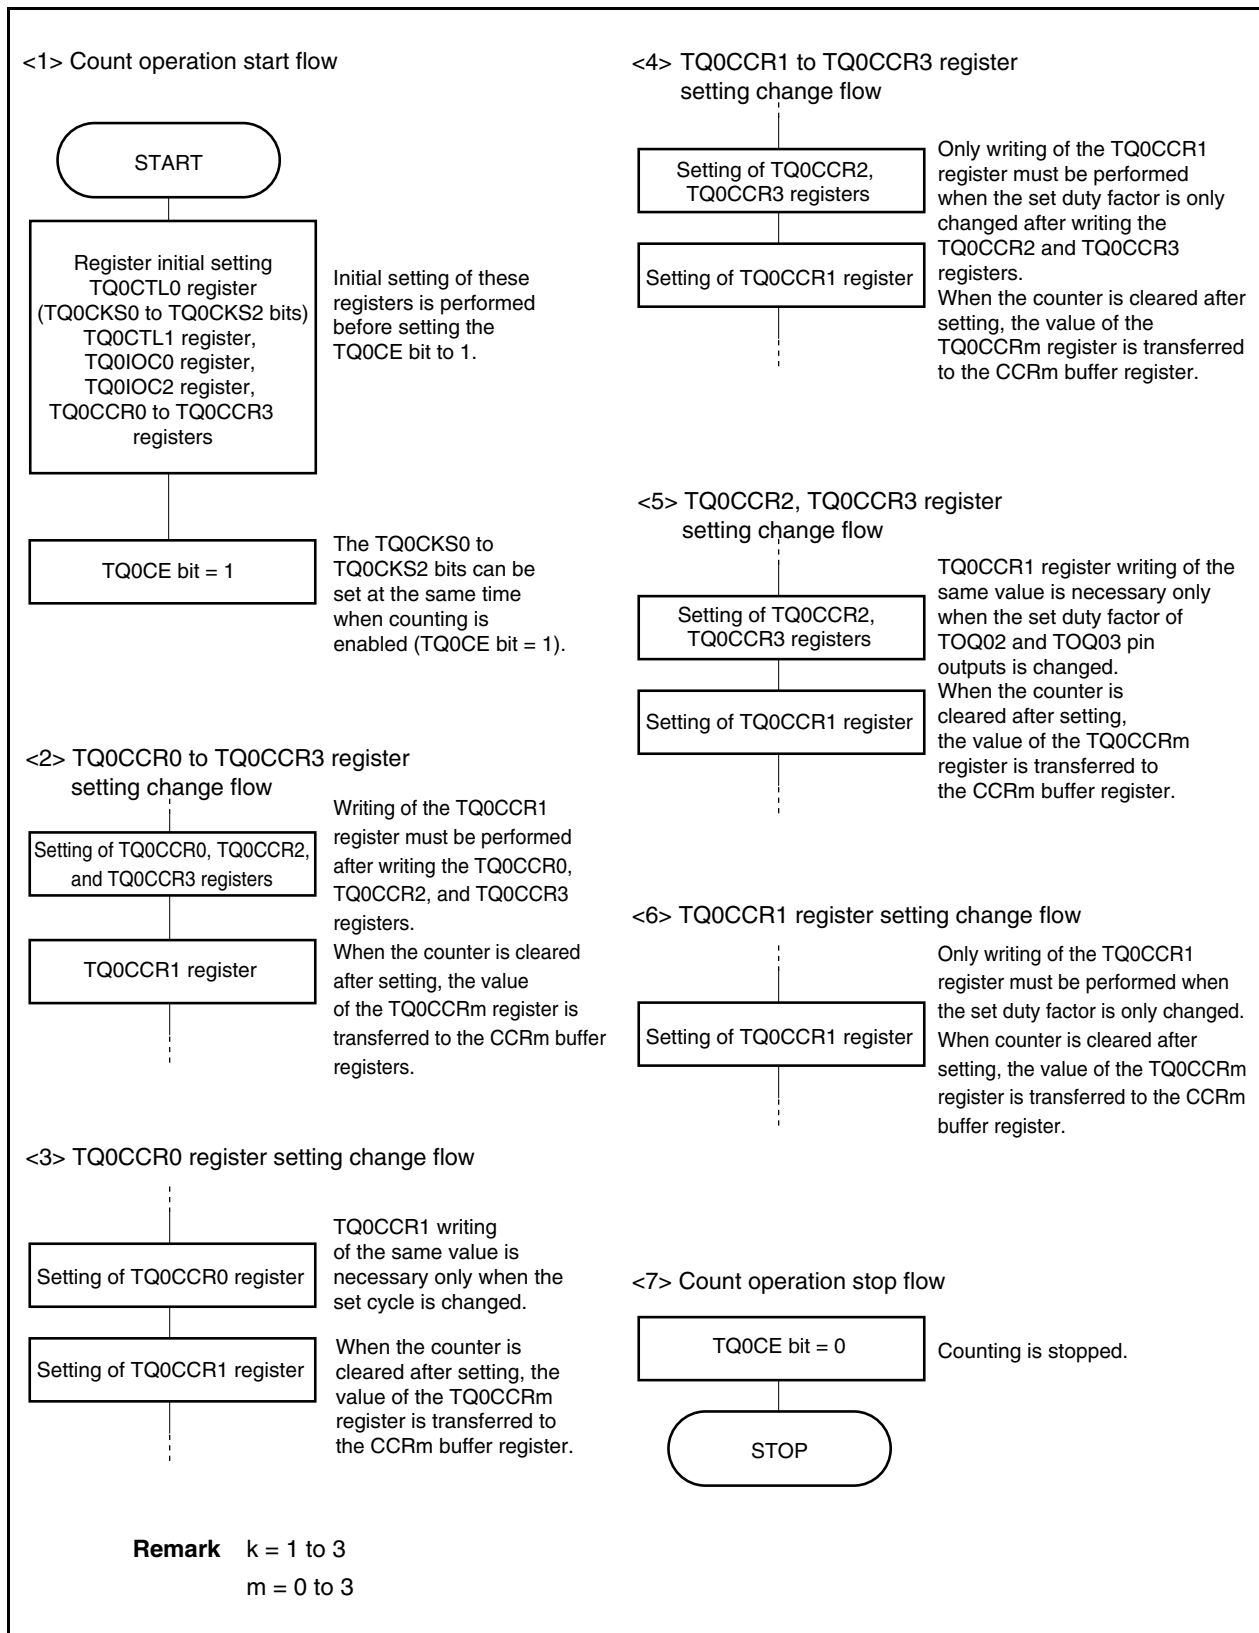 <1> Count operation start flow
START
Register initial setting
TQ0CTL0 register
(TQ0CKS0 to TQ0CKS2 bits)
TQ0CTL1 register,
TQ0IOC0 register,
TQ0IOC2 register,
TQ0CCR0 to TQ0CCR3
registers
Initial setting of these
registers is performed
before setting the
TQ0CE bit to 1.
TQ0CE bit = 1
The TQ0CKS0 to
TQ0CKS2 bits can be
set at the same time
when counting is
enabled (TQ0CE bit = 1).
<2> TQ0CCR0 to TQ0CCR3 register
setting change flow
Setting of TQ0CCR0, TQ0CCR2,
and TQ0CCR3 registers
TQ0CCR1 register
Writing of the TQ0CCR1
register must be performed
after writing the TQ0CCR0,
TQ0CCR2, and TQ0CCR3
registers.
When the counter is cleared
after setting, the value
of the TQ0CCRm register is
transferred to the CCRm buffer
registers.
<3> TQ0CCR0 register setting change flow
Setting of TQ0CCR0 register
TQ0CCR1 writing
of the same value is
necessary only when the
set cycle is changed.
Setting of TQ0CCR1 register
When the counter is
cleared after setting, the
value of the TQ0CCRm
register is transferred to
the CCRm buffer register.
<4> TQ0CCR1 to TQ0CCR3 register
setting change flow
Setting of TQ0CCR2,
TQ0CCR3 registers
Setting of TQ0CCR1 register
Only writing of the TQ0CCR1
register must be performed
when the set duty factor is only
changed after writing the
TQ0CCR2 and TQ0CCR3
registers.
When the counter is cleared after
setting, the value of the
TQ0CCRm register is transferred
to the CCRm buffer register.
<5> TQ0CCR2, TQ0CCR3 register
setting change flow
Setting of TQ0CCR2,
TQ0CCR3 registers
Setting of TQ0CCR1 register
TQ0CCR1 register writing of the
same value is necessary only
when the set duty factor of
TOQ02 and TOQ03 pin
outputs is changed.
When the counter is
cleared after setting,
the value of the TQ0CCRm
register is transferred to
the CCRm buffer register.
<6> TQ0CCR1 register setting change flow
Setting of TQ0CCR1 register
Only writing of the TQ0CCR1
register must be performed when
the set duty factor is only changed.
When counter is cleared after
setting, the value of the TQ0CCRm
register is transferred to the CCRm
buffer register.
<7> Count operation stop flow
TQ0CE bit = 0
Counting is stopped.
STOP
Remark k = 1 to 3
m = 0 to 3